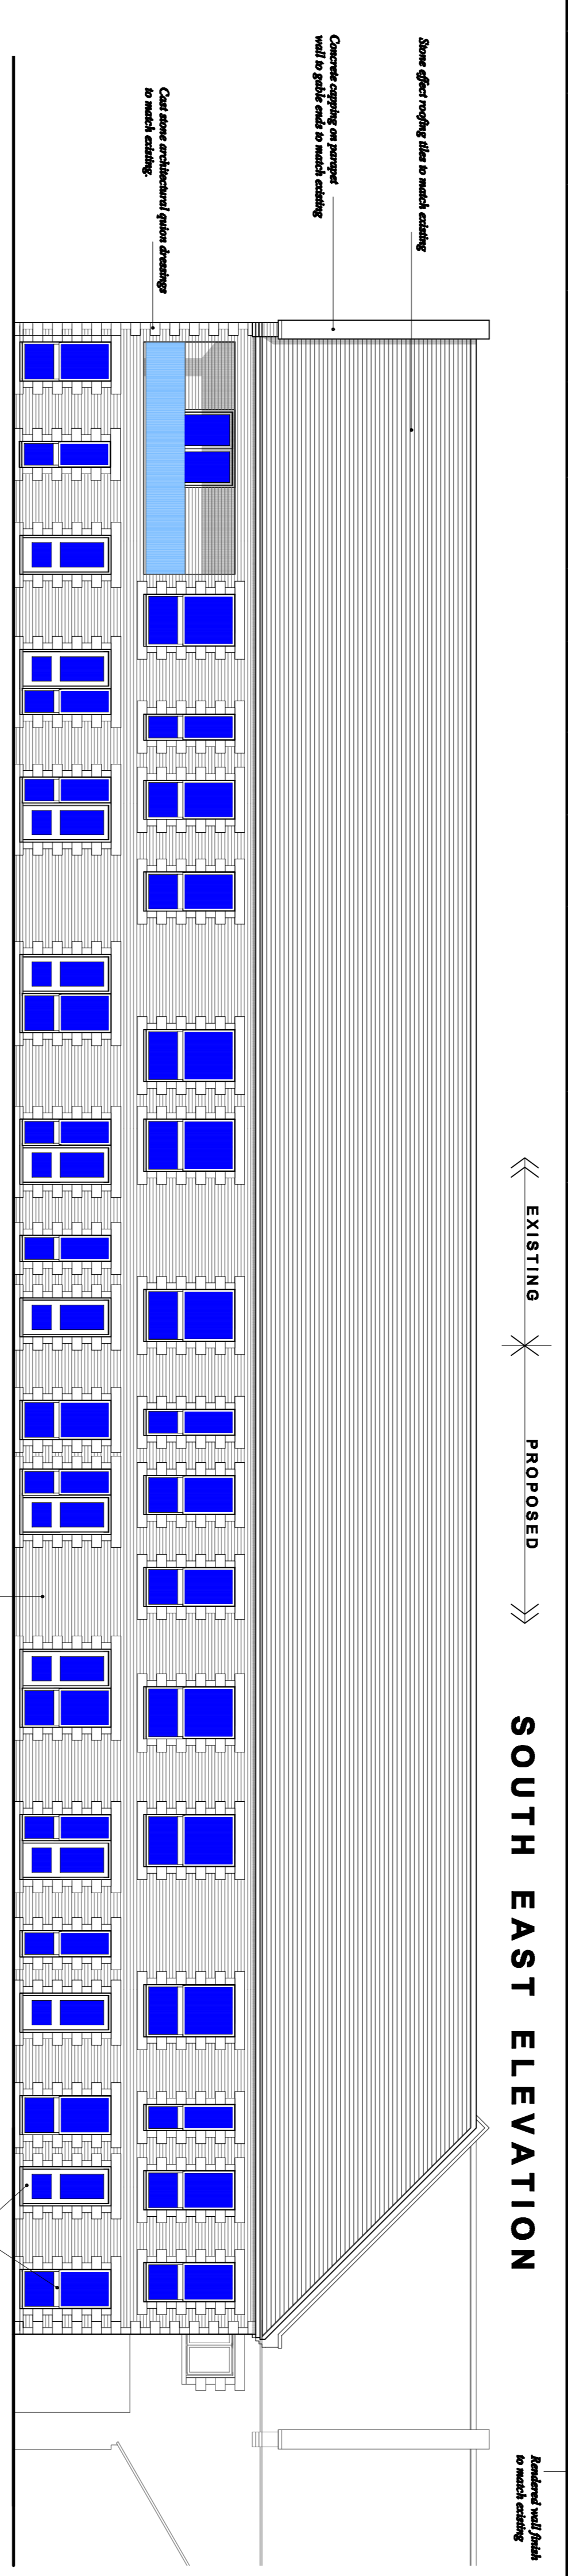 Stone effect roofing tiles to match existing
Concrete capping on parapet
wall to gable ends to match existing
Cast stone architectural quion dressings
to match existing.
EXISTING
PROPOSED
SOUTH EAST ELEVATION
Rendered wall finish
to match existing